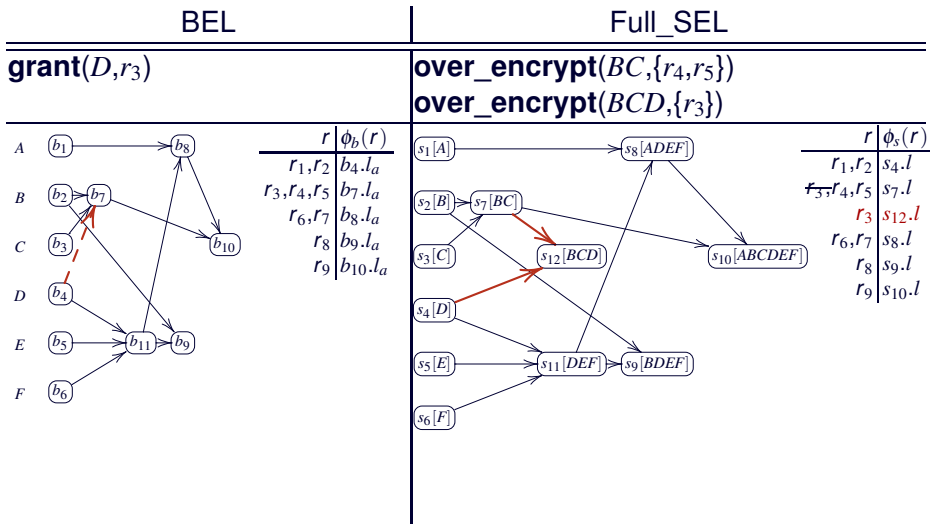 BEL Full_SEL
grant(D,r₃) over_encrypt(BC,{r₄,r₅})
over_encrypt(BCD,{r₃})
A b₁ b₈
B b₂ b₇
C b₃ b₁₀
D b₄
E b₅ b₁₁ b₉
F b₆
r ϕ_b(r)
r₁,r₂ b₄.lₐ
r₃,r₄,r₅ b₇.lₐ
r₆,r₇ b₈.lₐ
r₈ b₉.lₐ
r₉ b₁₀.lₐ
s₁[A] s₈[ADEF]
s₂[B] s₇[BC]
s₃[C] s₁₂[BCD] s₁₀[ABCDEF]
s₄[D]
s₅[E] s₁₁[DEF] s₉[BDEF]
s₆[F]
r ϕ_s(r)
r₁,r₂ s₄.l
r₃,r₄,r₅ s₇.l
r₃ s₁₂.l
r₆,r₇ s₈.l
r₈ s₉.l
r₉ s₁₀.l